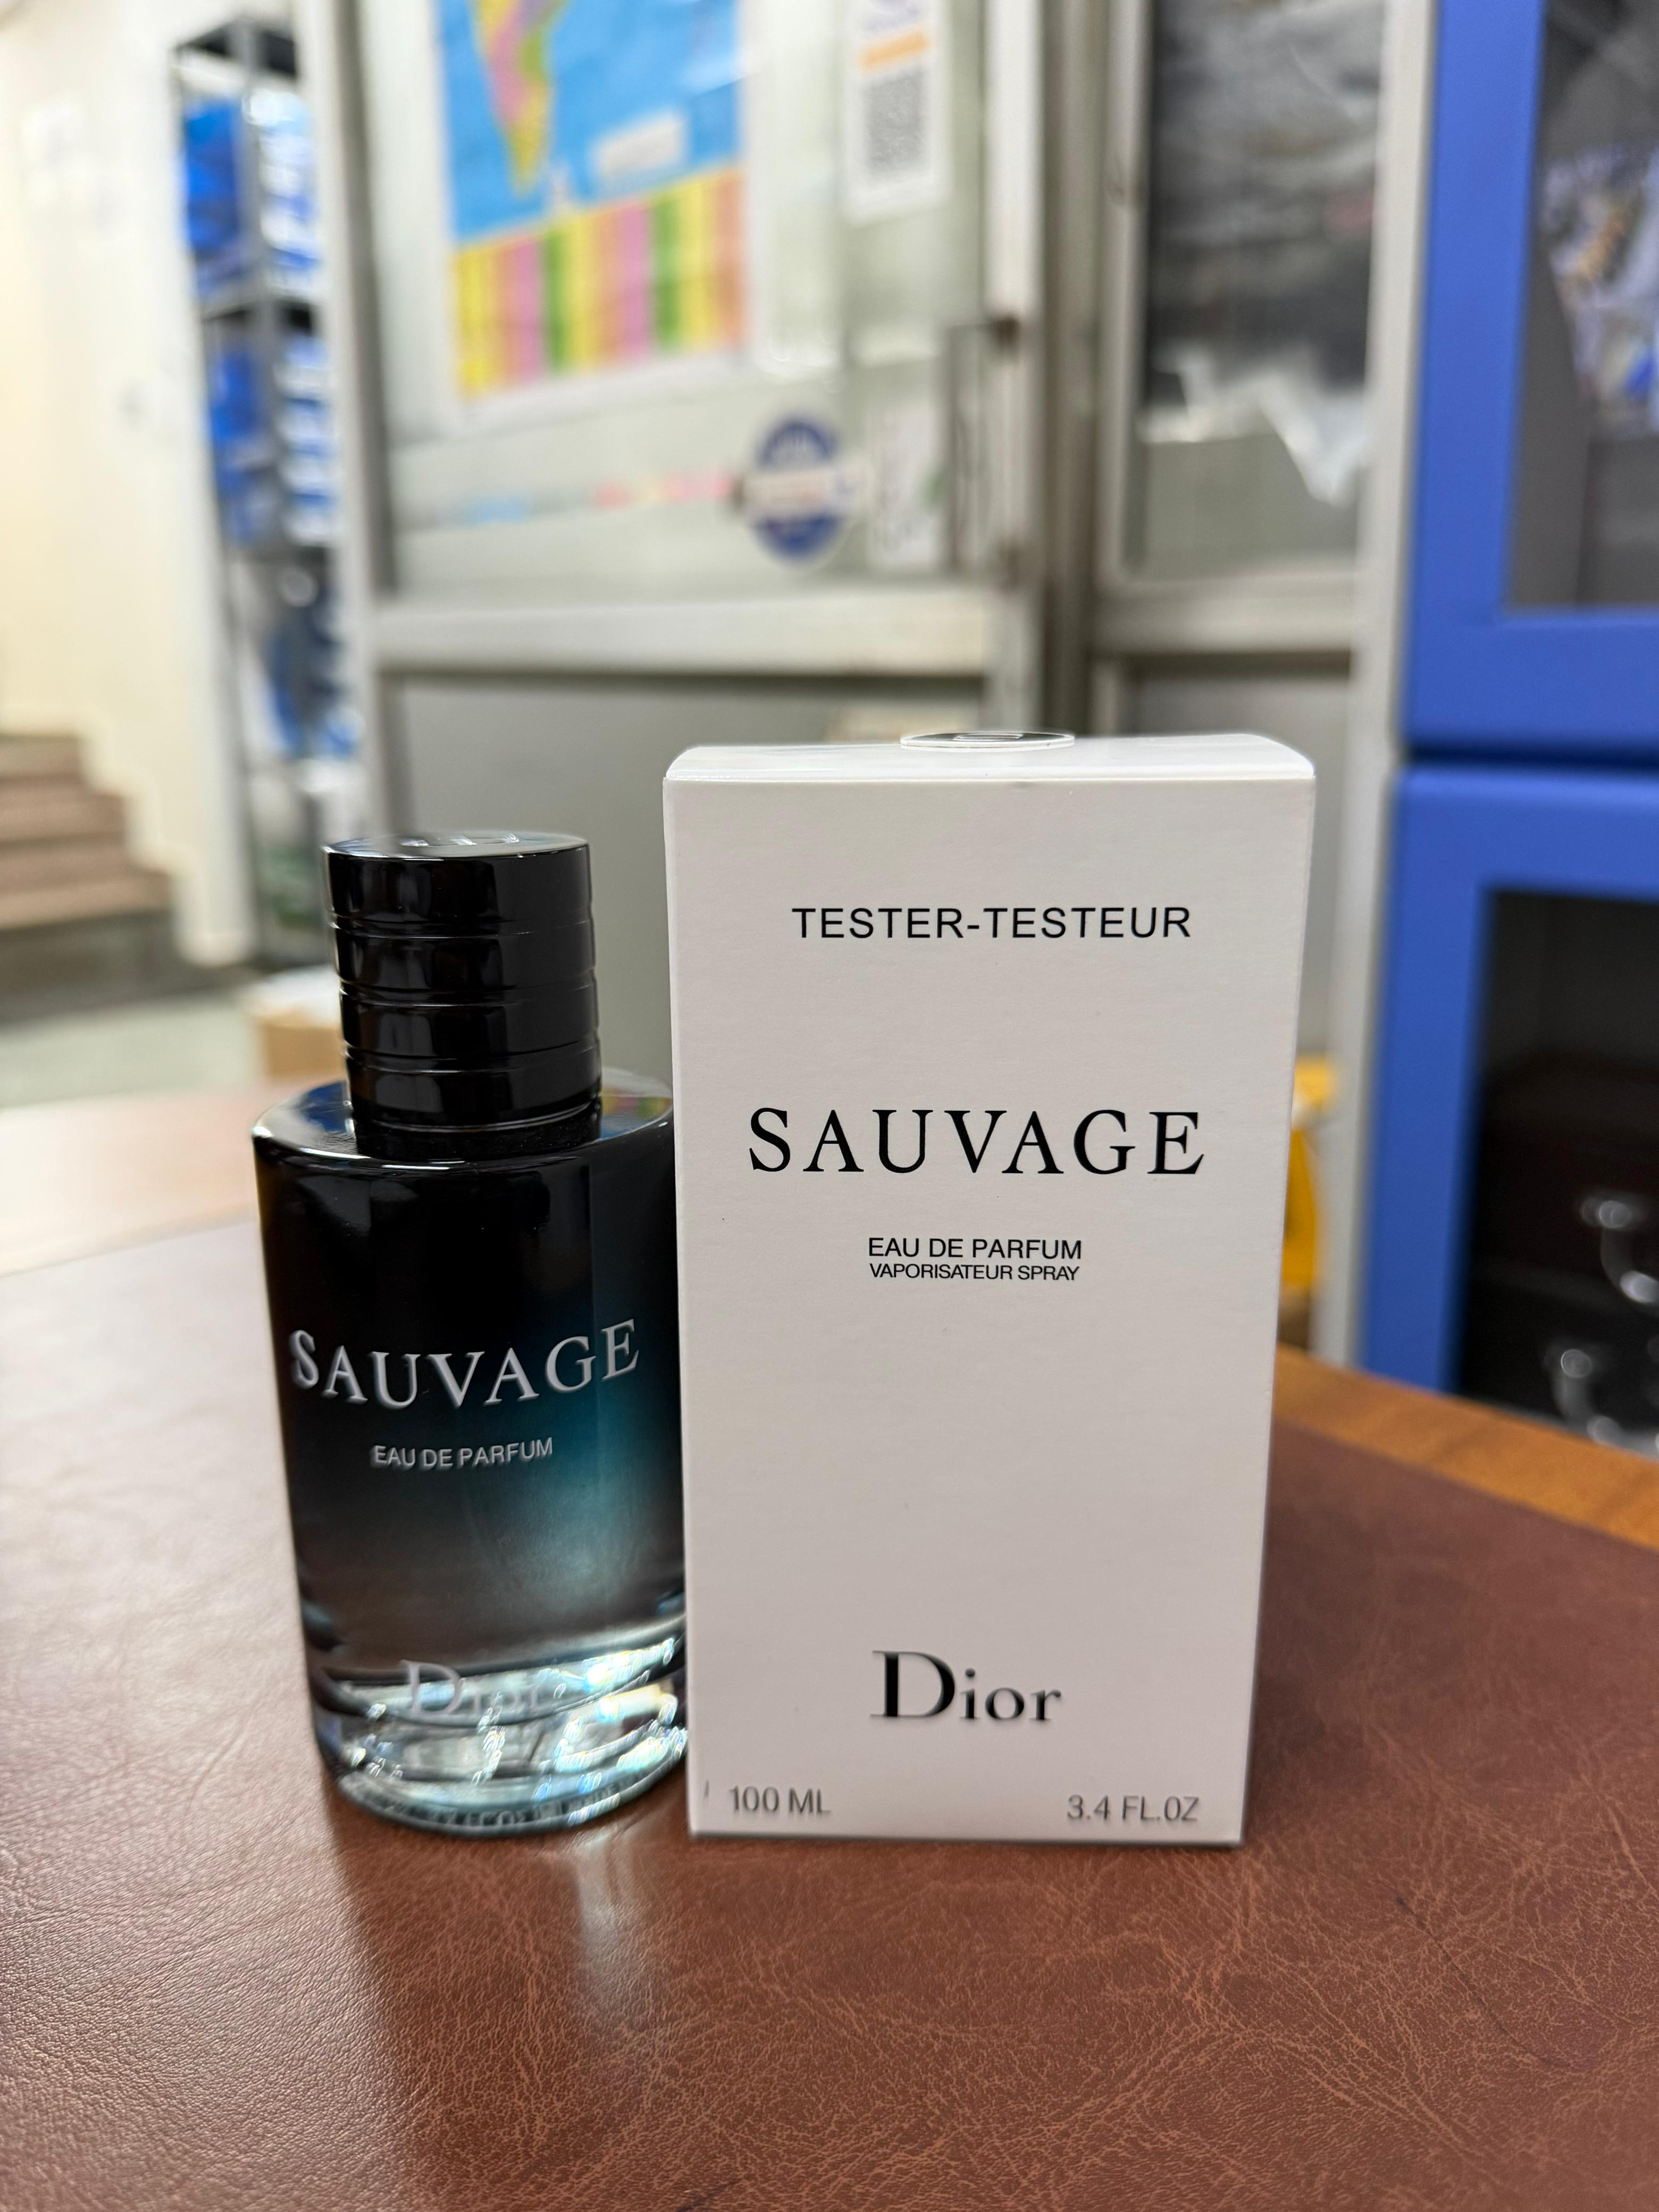 SAUVAGE
EAU DE PARFUM
Dior
TESTER-TESTEUR
SAUVAGE
EAU DE PARFUM
VAPORISATEUR SPRAY
Dior
100 ML
3.4 FL.OZ